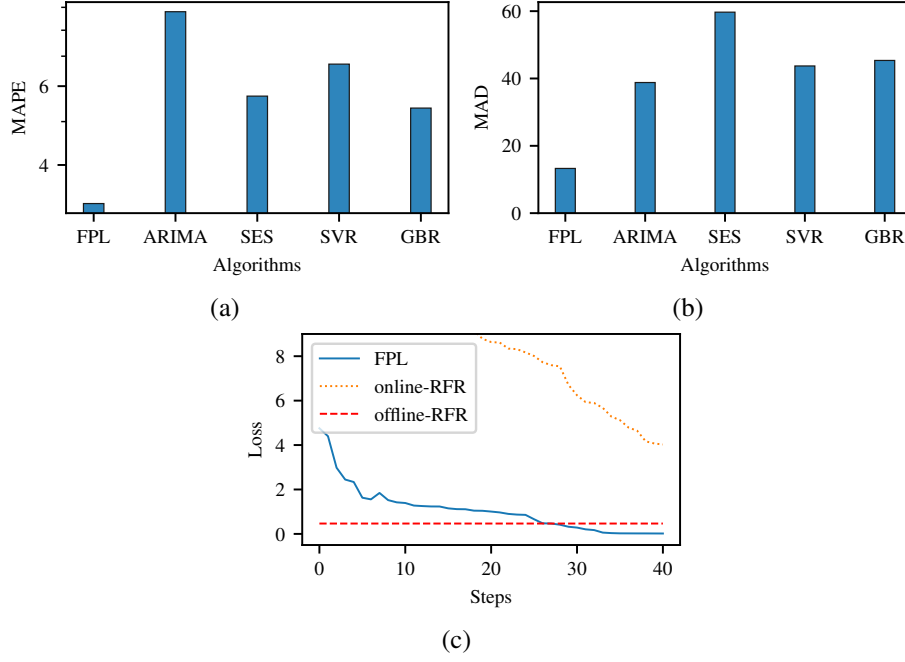 MAPE
6
4
FPL ARIMA SES SVR GBR
Algorithms
(a)
MAD
60
40
20
0
FPL ARIMA SES SVR GBR
Algorithms
(b)
Loss
8
6
4
2
0
FPL
online-RFR
offline-RFR
0 10 20 30 40
Steps
(c)